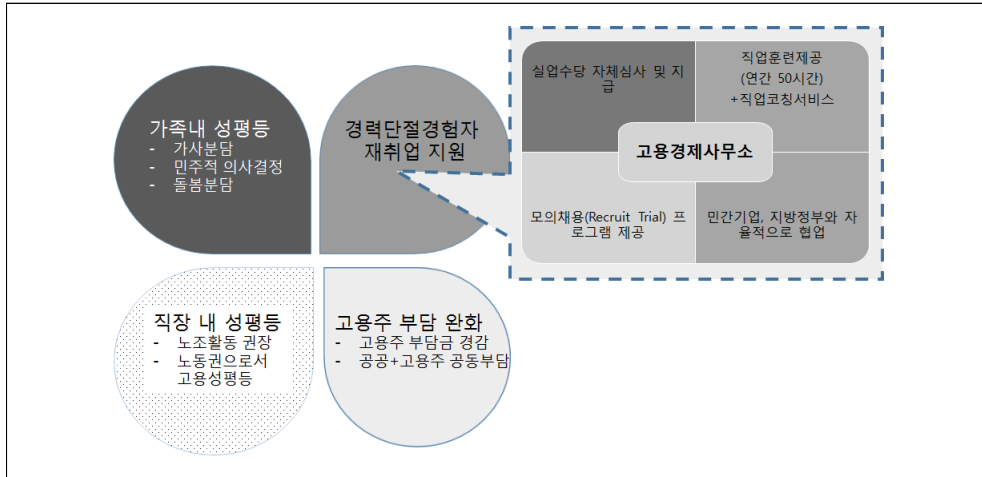 가족내 성평등
- 가사분담
- 민주적 의사결정
- 돌봄분담
경력단절경험자
재취업 지원
직장 내 성평등
- 노조활동 권장
- 노동권으로서
고용성평등
고용주 부담 완화
- 고용주 부담금 경감
- 공공+고용주 공동부담
실업수당 자체심사 및 지
급
직업훈련제공
(연간 50시간)
+직업코칭서비스
고용경제사무소
모의채용(Recruit Trial) 프
로그램 제공
민간기업, 지방정부와 자
율적으로 협업